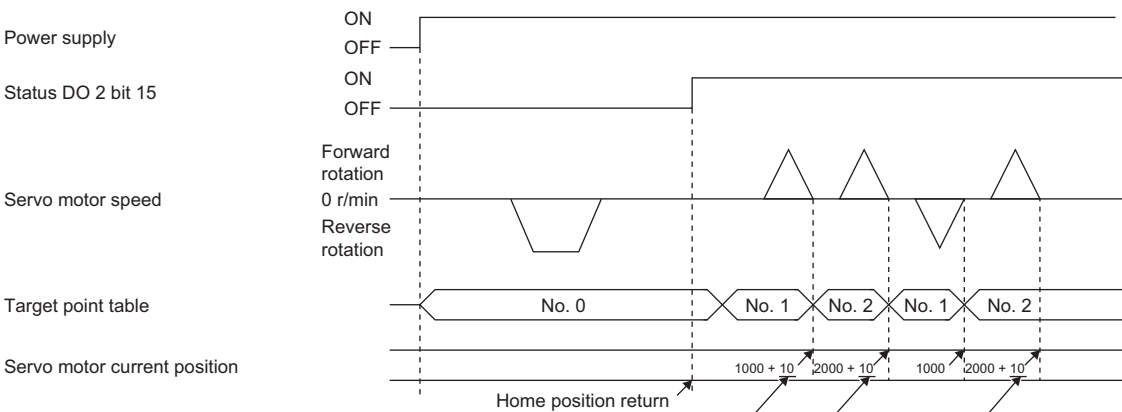 ON
Power supply
OFF
ON
Status DO 2 bit 15
OFF
Forward
rotation
Servo motor speed
0 r/min
Reverse
rotation
Target point table
No. 0
No. 1
No. 2
No. 1
No. 2
Servo motor current position
1000 + 10
2000 + 10
1000
2000 + 10
Home position return